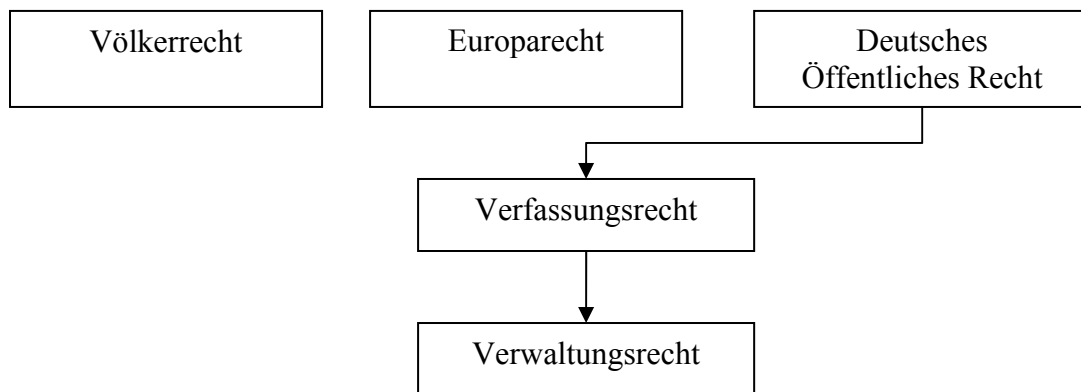 Völkerrecht
Europarecht
Deutsches
Öffentliches Recht
Verfassungsrecht
Verwaltungsrecht